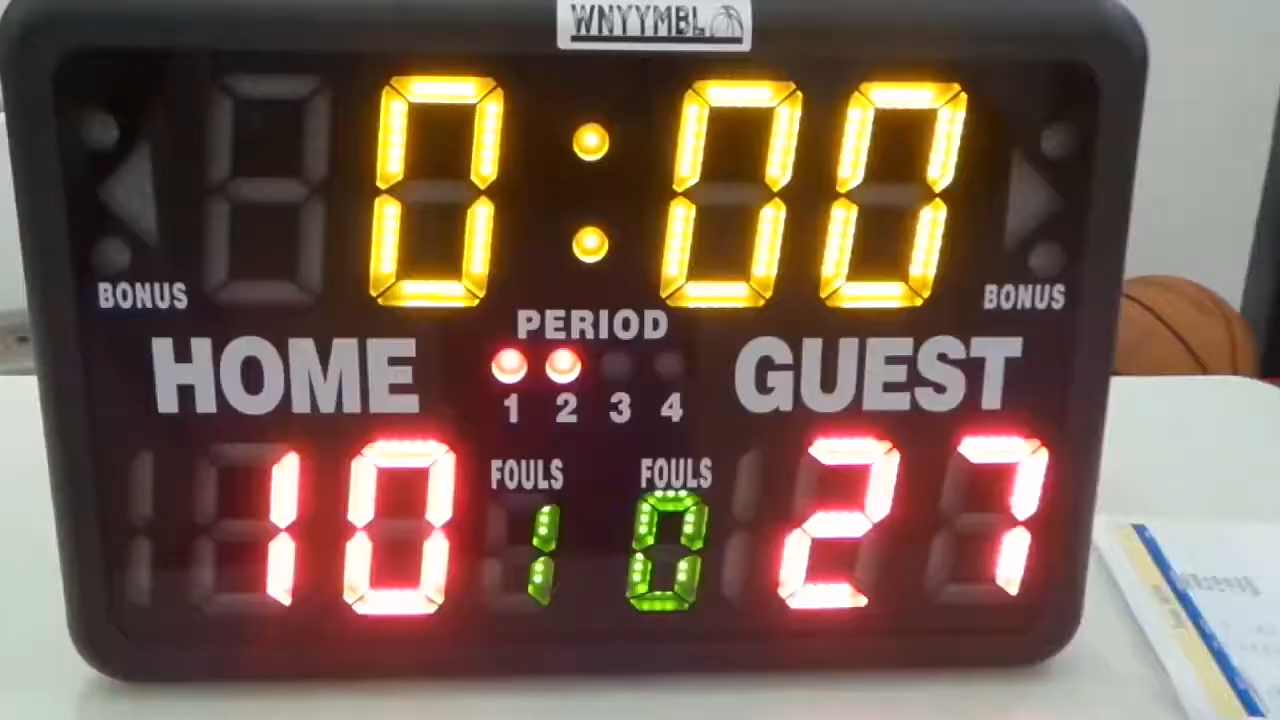 WNYYMBL
0:00
BONUS
BONUS
PERIOD
HOME
GUEST
1 2 3 4
FOULS
FOULS
10
1
0
27